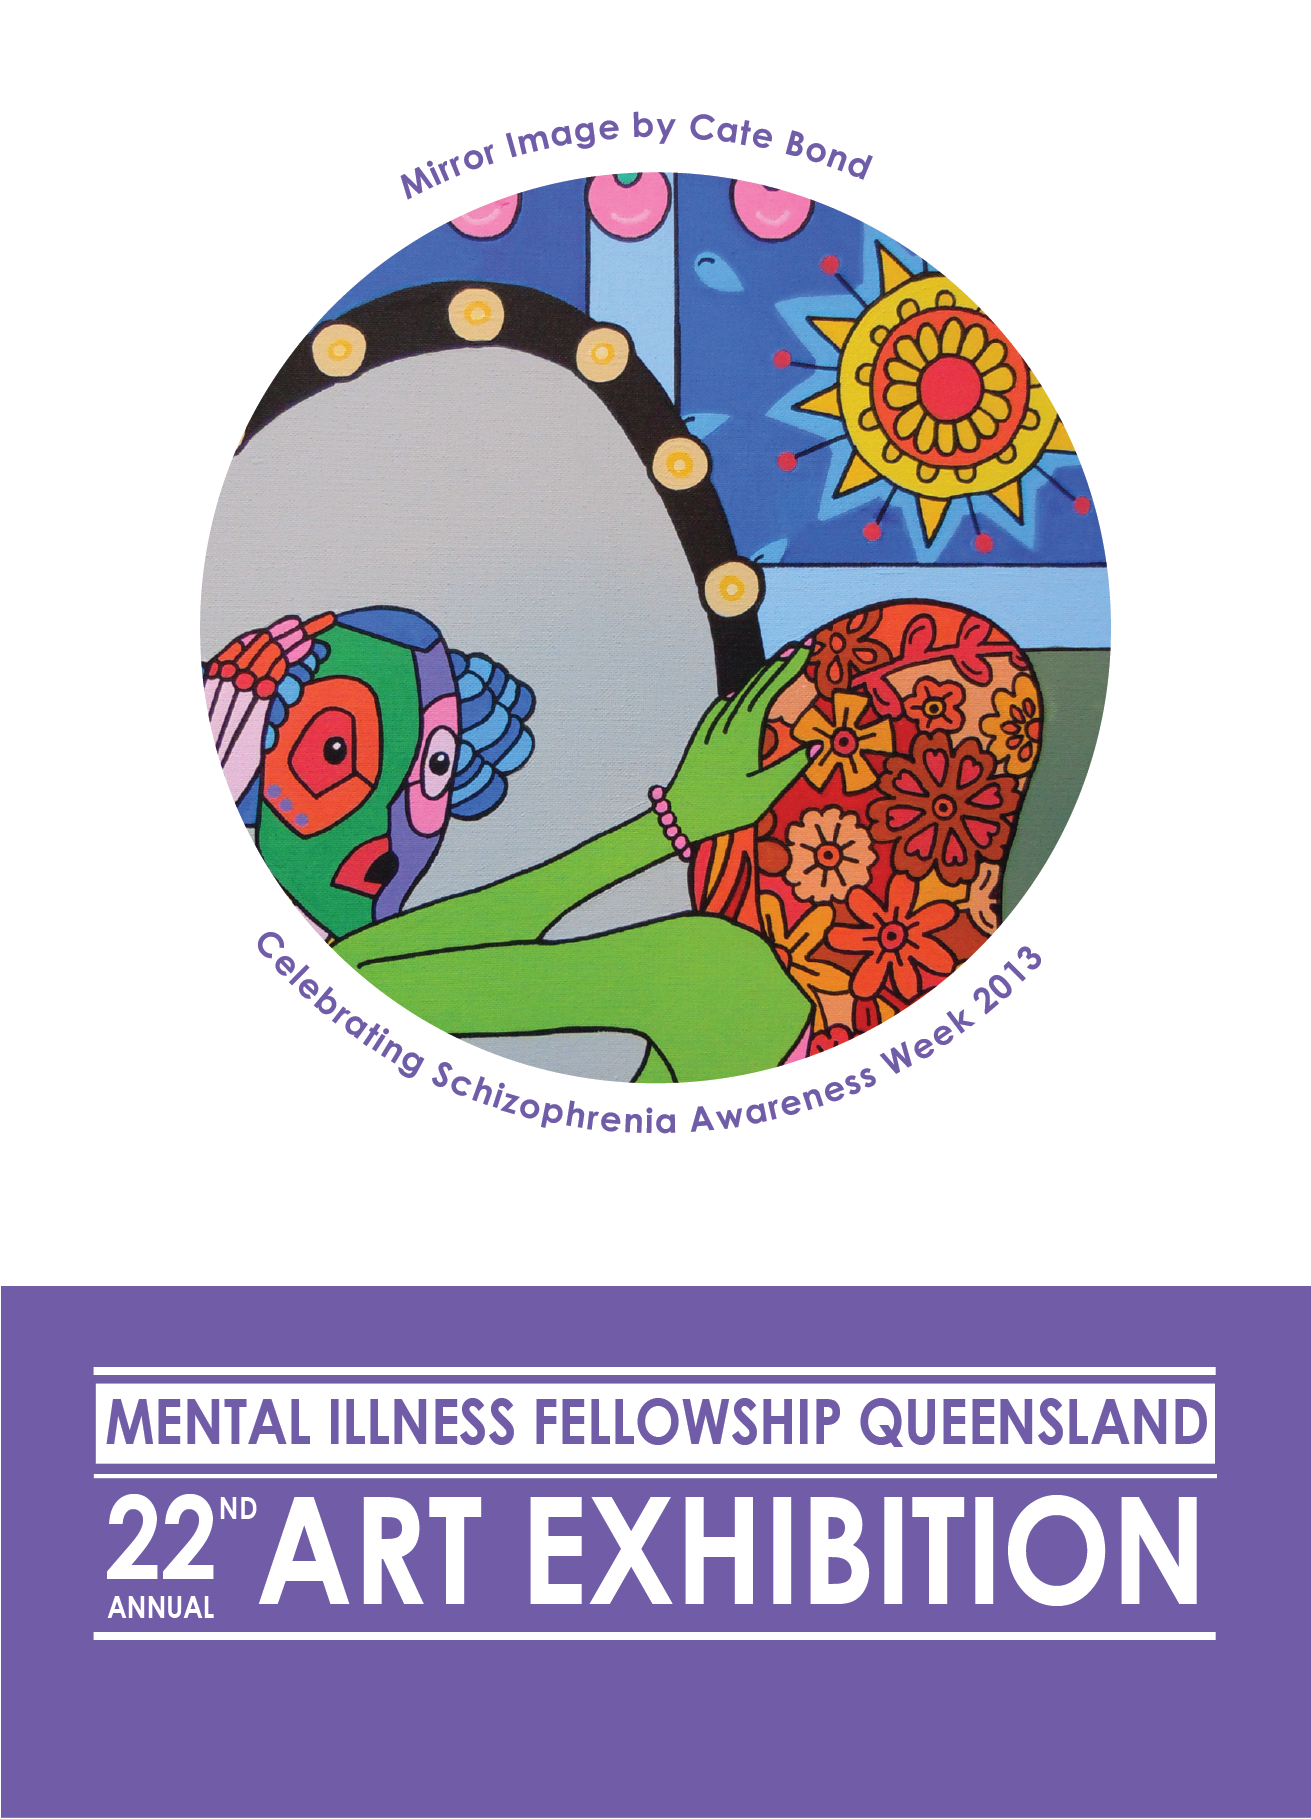 Mirror Image by Cate Bond
Celebrating Schizophrenia Awareness Week 2013
MENTAL ILLNESS FELLOWSHIP QUEENSLAND
22ND ART EXHIBITION
ANNUAL